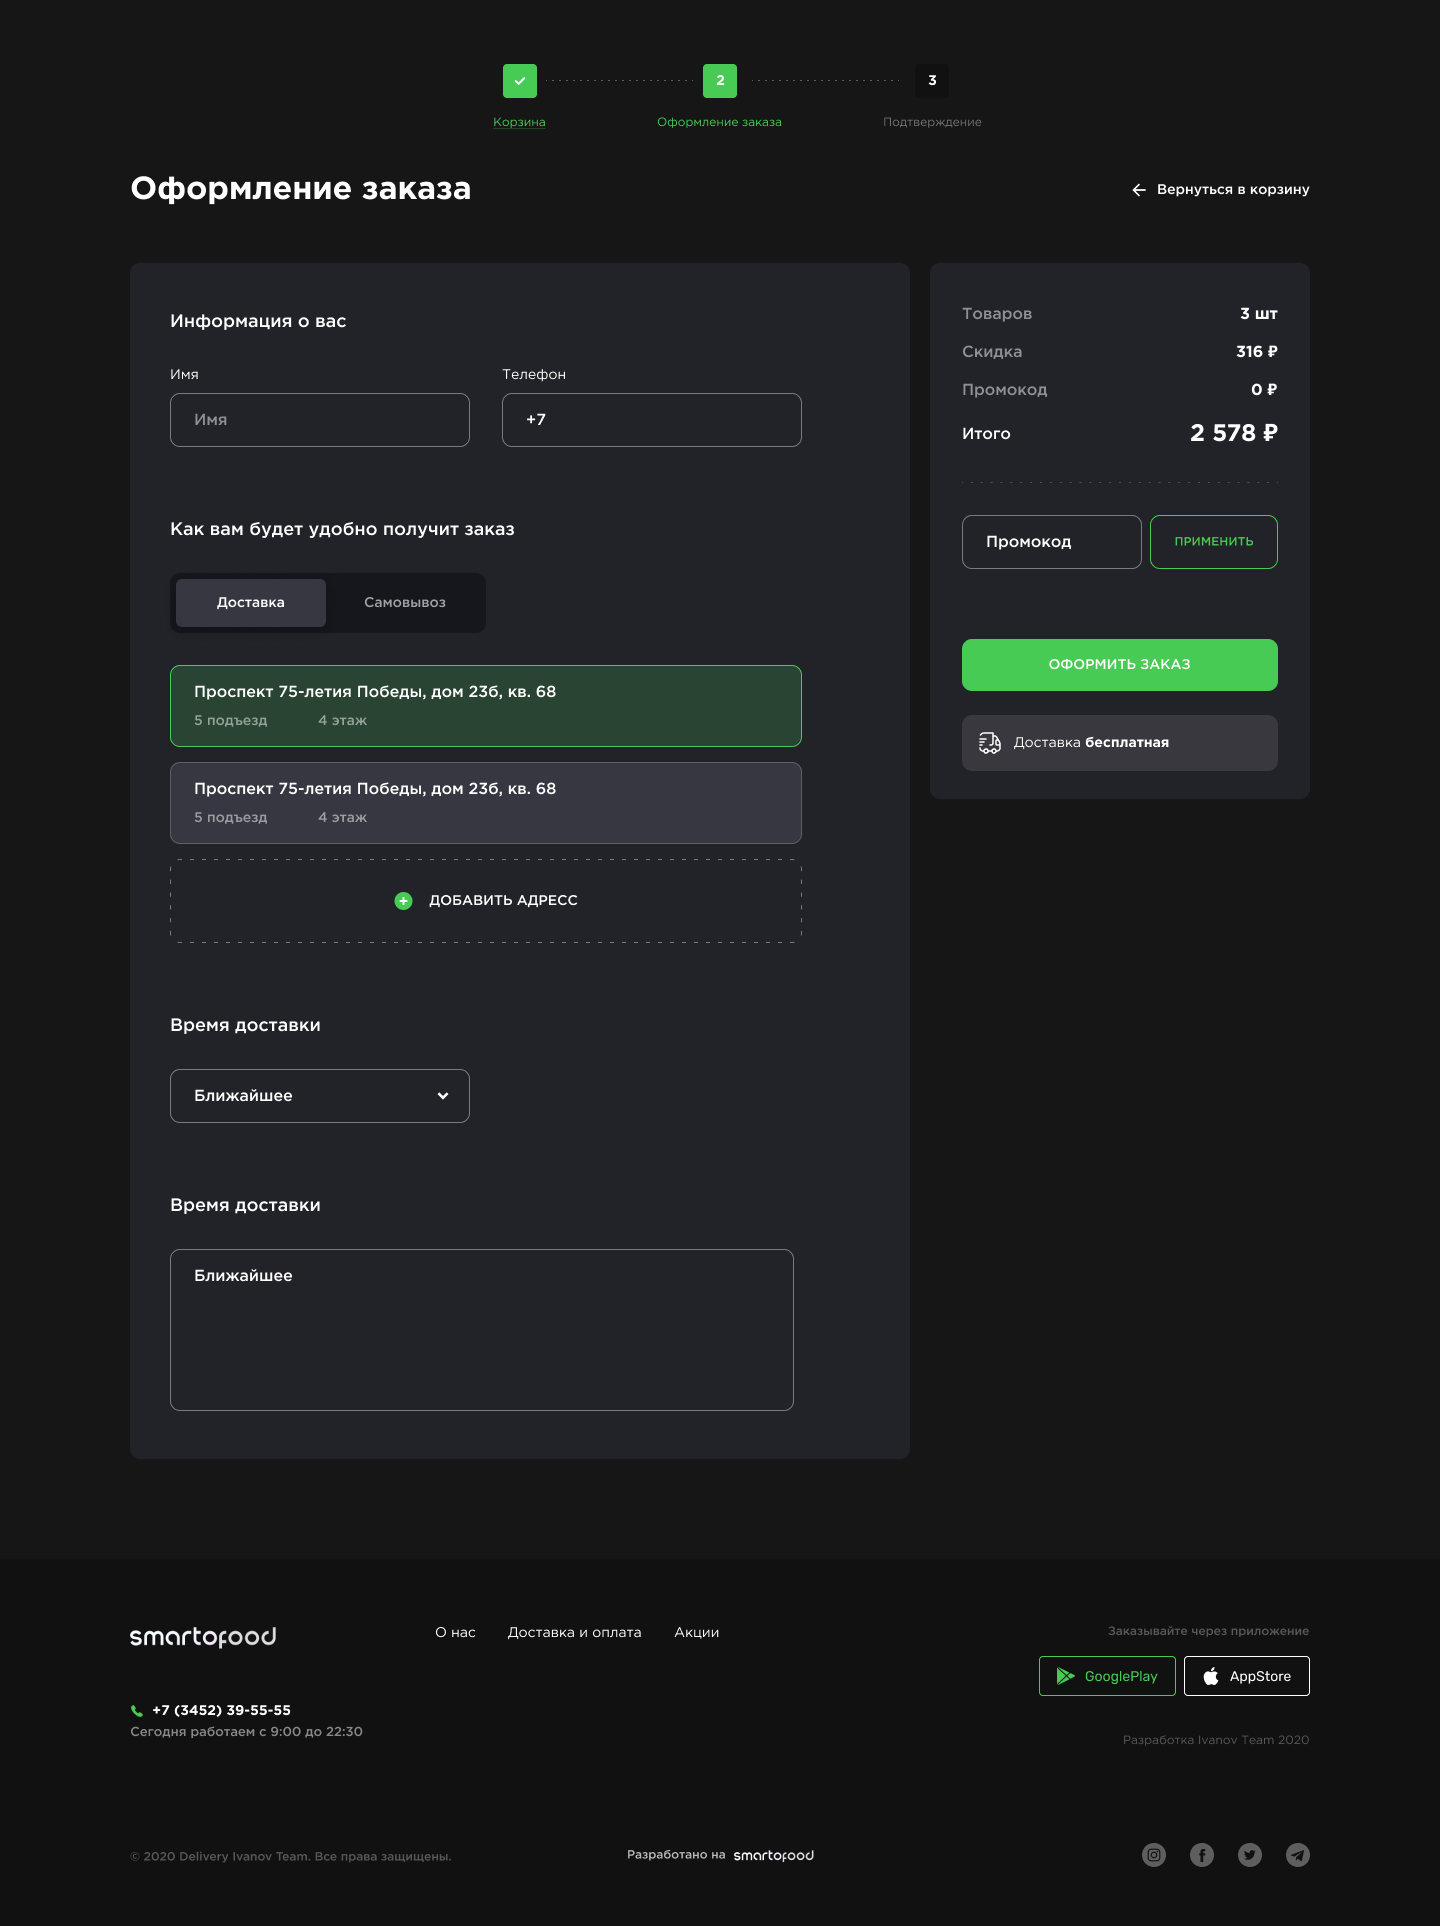 2
3
Корзина
Оформление заказа
Подтверждение
Оформление заказа
Вернуться в корзину
Информация о вас
Имя
Телефон
Имя
+7
Как вам будет удобно получит заказ
Доставка
Самовывоз
Проспект 75-летия Победы, дом 23б, кв. 68
5 подъезд
4 этаж
Проспект 75-летия Победы, дом 23б, кв. 68
5 подъезд
4 этаж
ДОБАВИТЬ АДРЕСС
Время доставки
Ближайшее
Время доставки
Ближайшее
Товаров
3 шт
Скидка
316 ₽
Промокод
0 ₽
Итого
2 578 ₽
Промокод
ПРИМЕНИТЬ
ОФОРМИТЬ ЗАКАЗ
Доставка бесплатная
smartofood
О нас
Доставка и оплата
Акции
Заказывайте через приложение
GooglePlay
AppStore
+7 (3452) 39-55-55
Сегодня работаем с 9:00 до 22:30
Разработка Ivanov Team 2020
© 2020 Delivery Ivanov Team. Все права защищены.
Разработано на smartofood